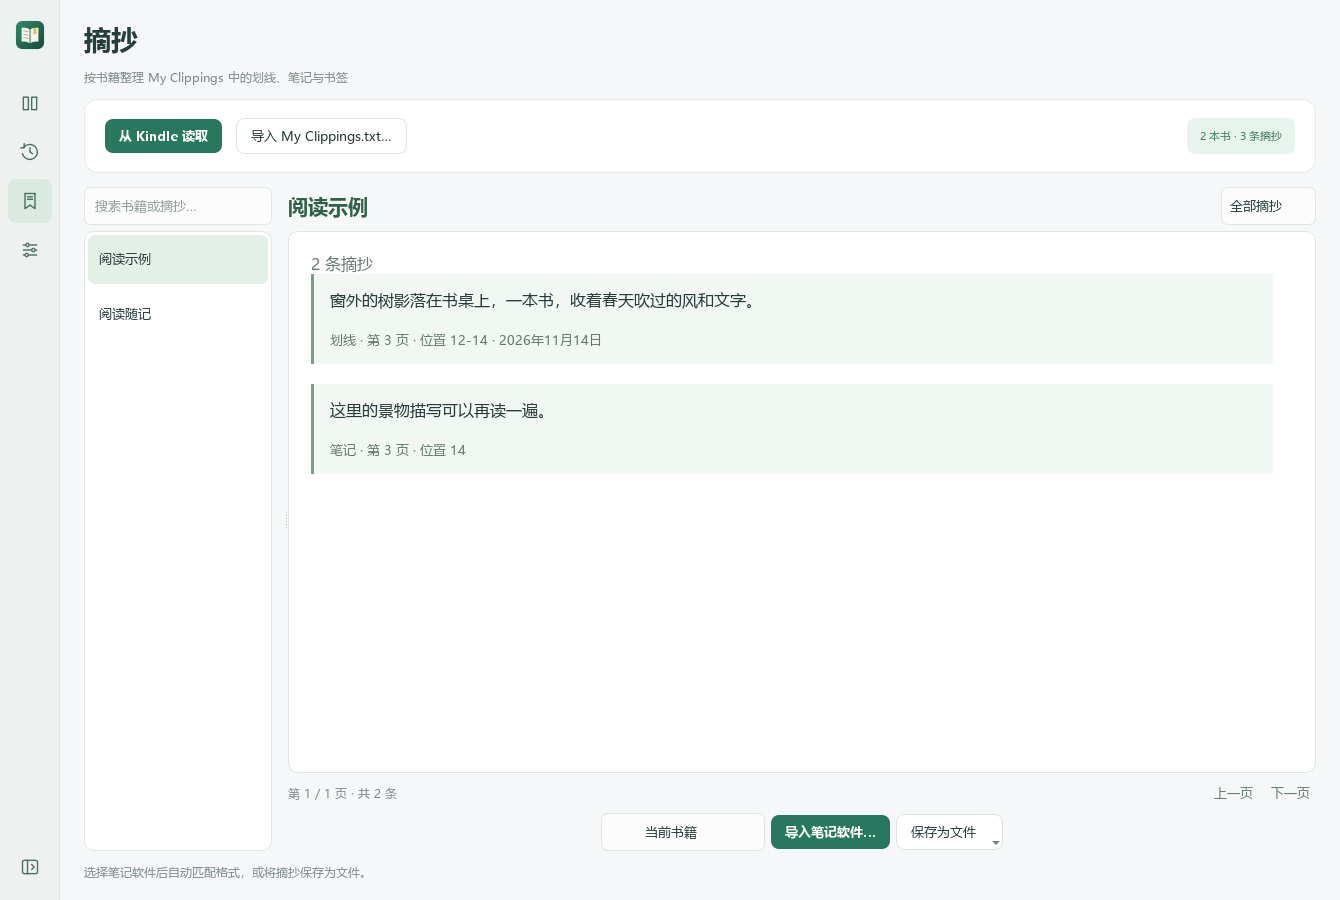 摘抄
按书籍整理 My Clippings 中的划线、笔记与书签
从 Kindle 读取
导入 My Clippings.txt...
2 本书 · 3 条摘抄
搜索书籍或摘抄...
阅读示例
全部摘抄
阅读示例
阅读随记
2 条摘抄
窗外的树影落在书桌上，一本书，收着春天吹过的风和文字。
划线 · 第 3 页 · 位置 12-14 · 2026年11月14日
这里的景物描写可以再读一遍。
笔记 · 第 3 页 · 位置 14
第 1 / 1 页 · 共 2 条
上一页
下一页
当前书籍
导入笔记软件...
保存为文件
选择笔记软件后自动匹配格式，或将摘抄保存为文件。